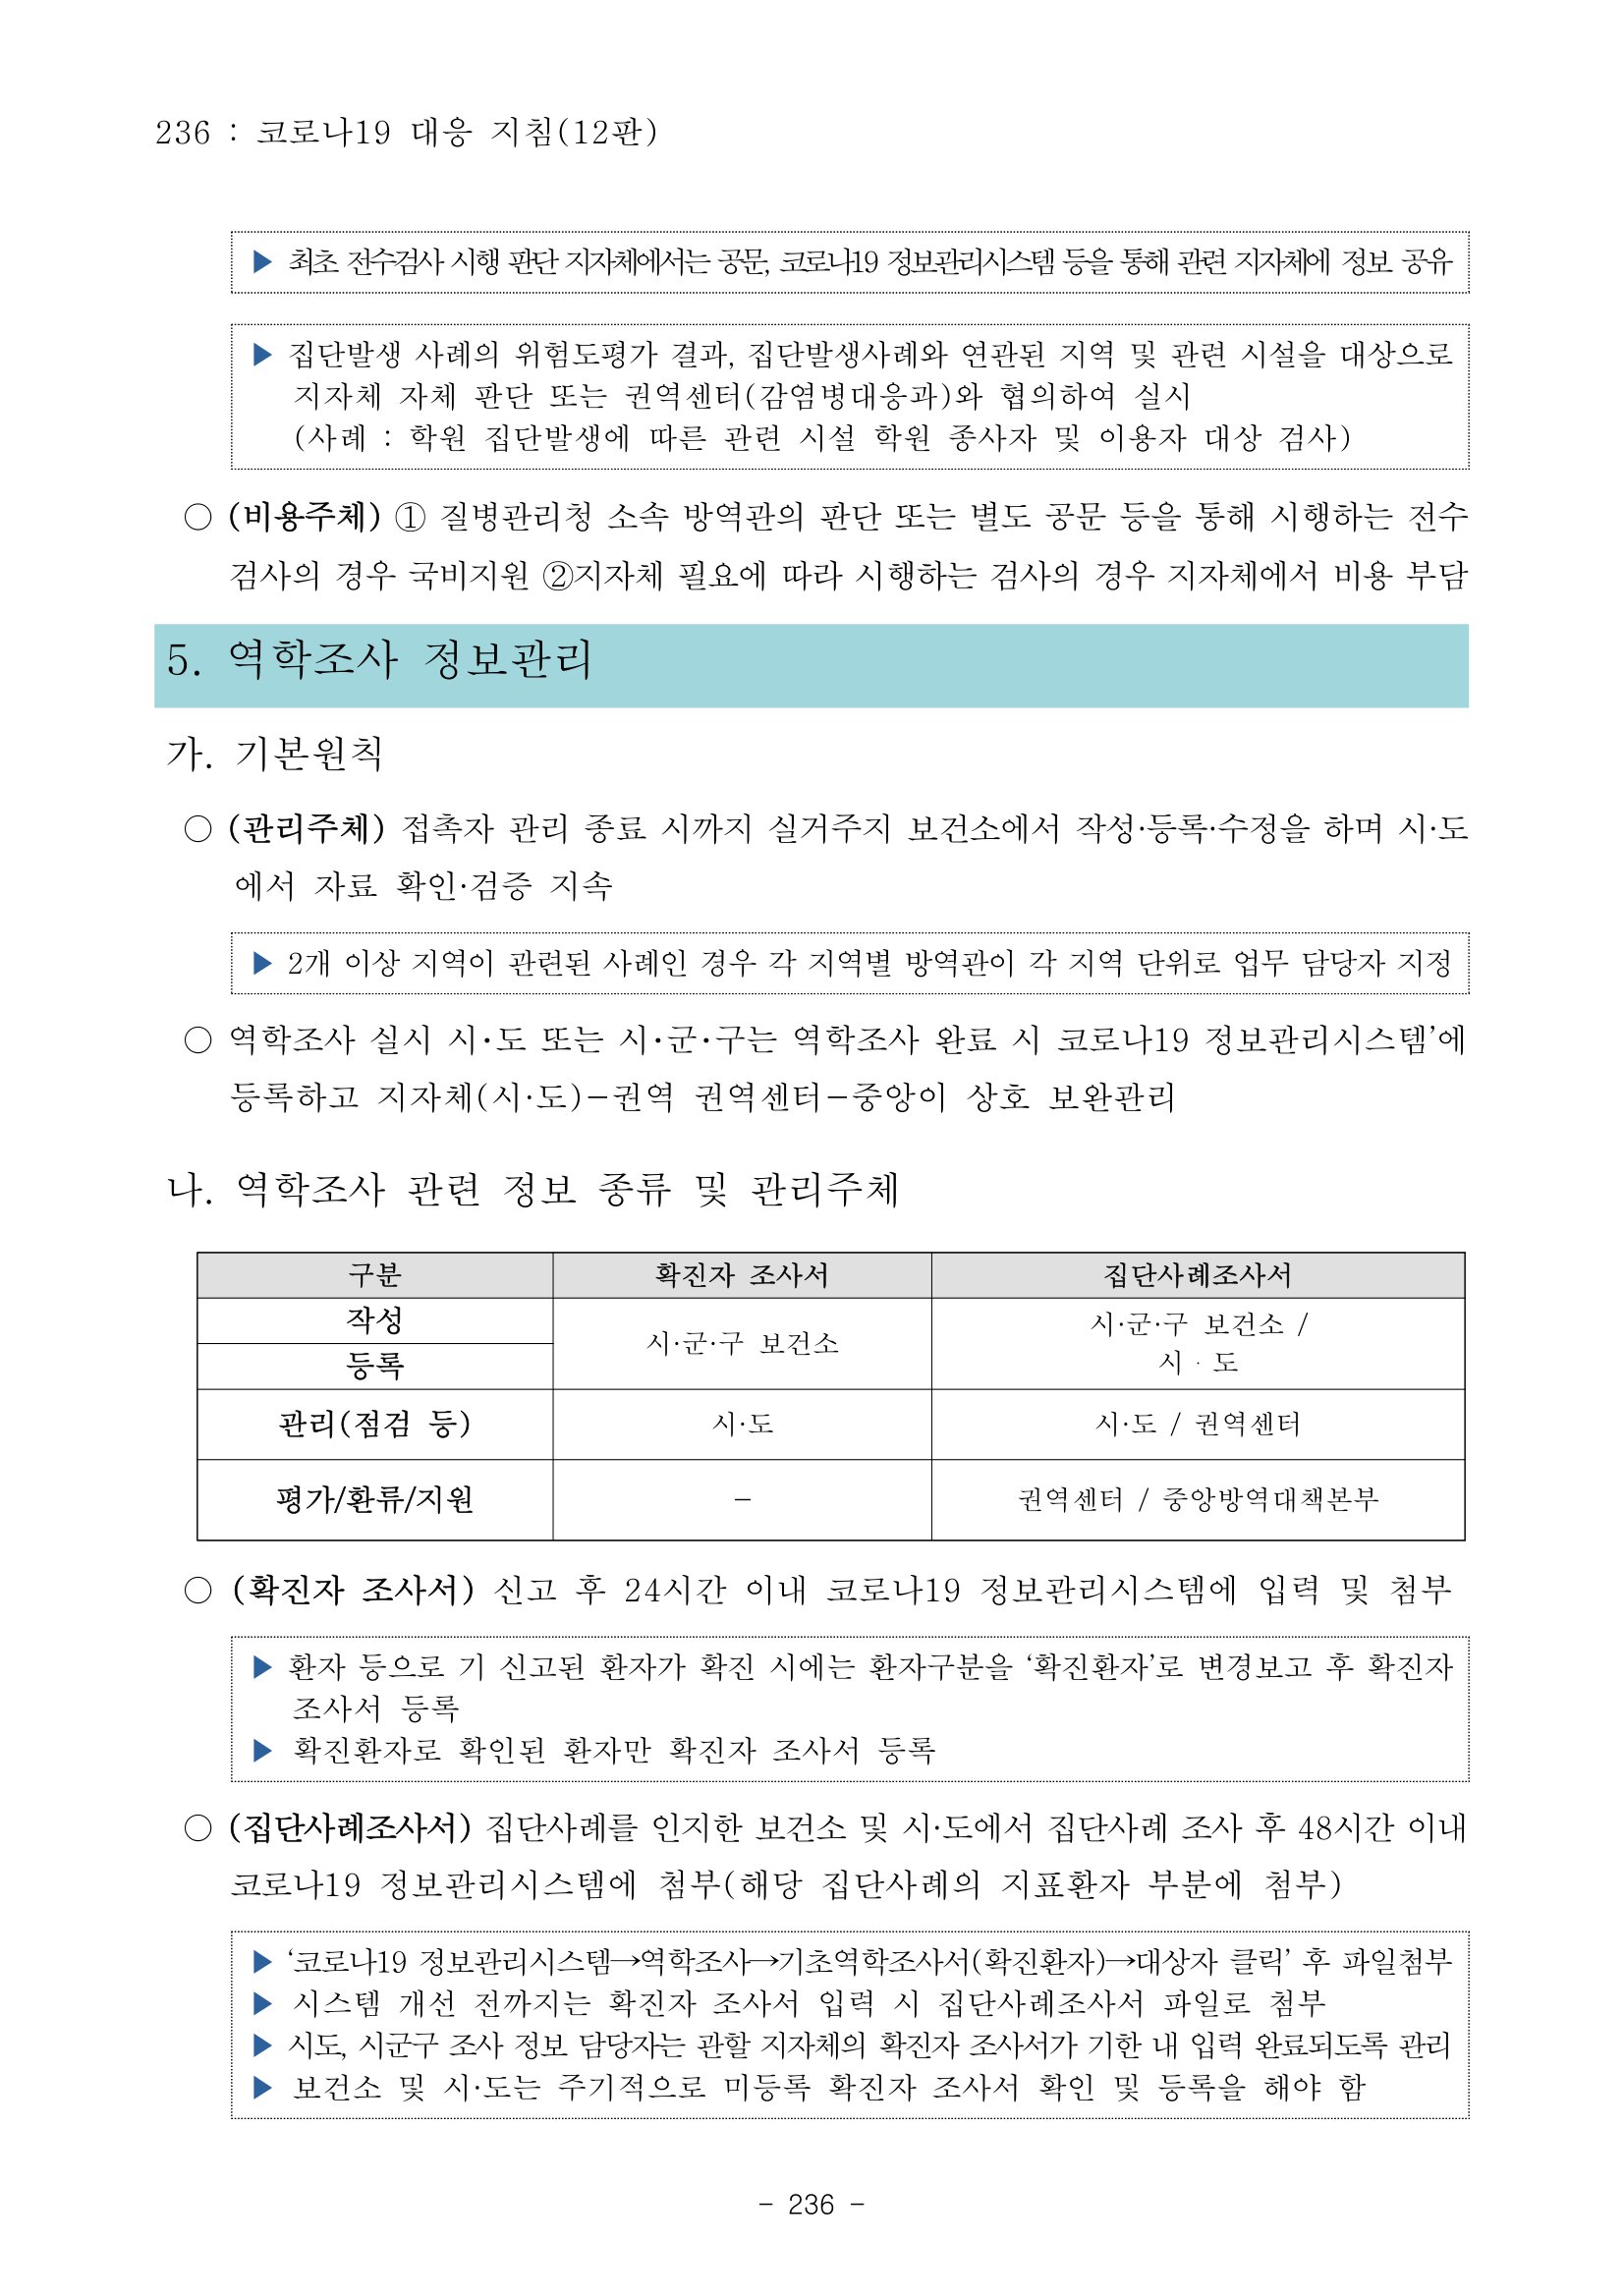 236 : 코로나19 대응 지침(12판)
▶ 최초 전수검사 시행 판단 지자체에서는 공문, 코로나19 정보관리시스템 등을 통해 관련 지자체에 정보 공유
▶ 집단발생 사례의 위험도평가 결과, 집단발생사례와 연관된 지역 및 관련 시설을 대상으로
지자체 자체 판단 또는 권역센터(감염병대응과)와 협의하여 실시
(사례 : 학원 집단발생에 따른 관련 시설 학원 종사자 및 이용자 대상 검사)
○ (비용주체) ① 질병관리청 소속 방역관의 판단 또는 별도 공문 등을 통해 시행하는 전수
검사의 경우 국비지원 ②지자체 필요에 따라 시행하는 검사의 경우 지자체에서 비용 부담
5. 역학조사 정보관리
가. 기본원칙
○ (관리주체) 접촉자 관리 종료 시까지 실거주지 보건소에서 작성·등록·수정을 하며 시·도
에서 자료 확인·검증 지속
▶ 2개 이상 지역이 관련된 사례인 경우 각 지역별 방역관이 각 지역 단위로 업무 담당자 지정
○ 역학조사 실시 시·도 또는 시·군·구는 역학조사 완료 시 코로나19 정보관리시스템’에
등록하고 지자체(시·도)-권역 권역센터-중앙이 상호 보완관리
나. 역학조사 관련 정보 종류 및 관리주체
구분 확진자 조사서 집단사례조사서
작성 시·군·구 보건소 시·군·구 보건소 /
등록 시 · 도
관리(점검 등) 시·도 시·도 / 권역센터
평가/환류/지원 - 권역센터 / 중앙방역대책본부
○ (확진자 조사서) 신고 후 24시간 이내 코로나19 정보관리시스템에 입력 및 첨부
▶ 환자 등으로 기 신고된 환자가 확진 시에는 환자구분을 ‘확진환자’로 변경보고 후 확진자
조사서 등록
▶ 확진환자로 확인된 환자만 확진자 조사서 등록
○ (집단사례조사서) 집단사례를 인지한 보건소 및 시·도에서 집단사례 조사 후 48시간 이내
코로나19 정보관리시스템에 첨부(해당 집단사례의 지표환자 부분에 첨부)
▶ ‘코로나19 정보관리시스템→역학조사→기초역학조사서(확진환자)→대상자 클릭’ 후 파일첨부
▶ 시스템 개선 전까지는 확진자 조사서 입력 시 집단사례조사서 파일로 첨부
▶ 시도, 시군구 조사 정보 담당자는 관할 지자체의 확진자 조사서가 기한 내 입력 완료되도록 관리
▶ 보건소 및 시·도는 주기적으로 미등록 확진자 조사서 확인 및 등록을 해야 함
- 236 -